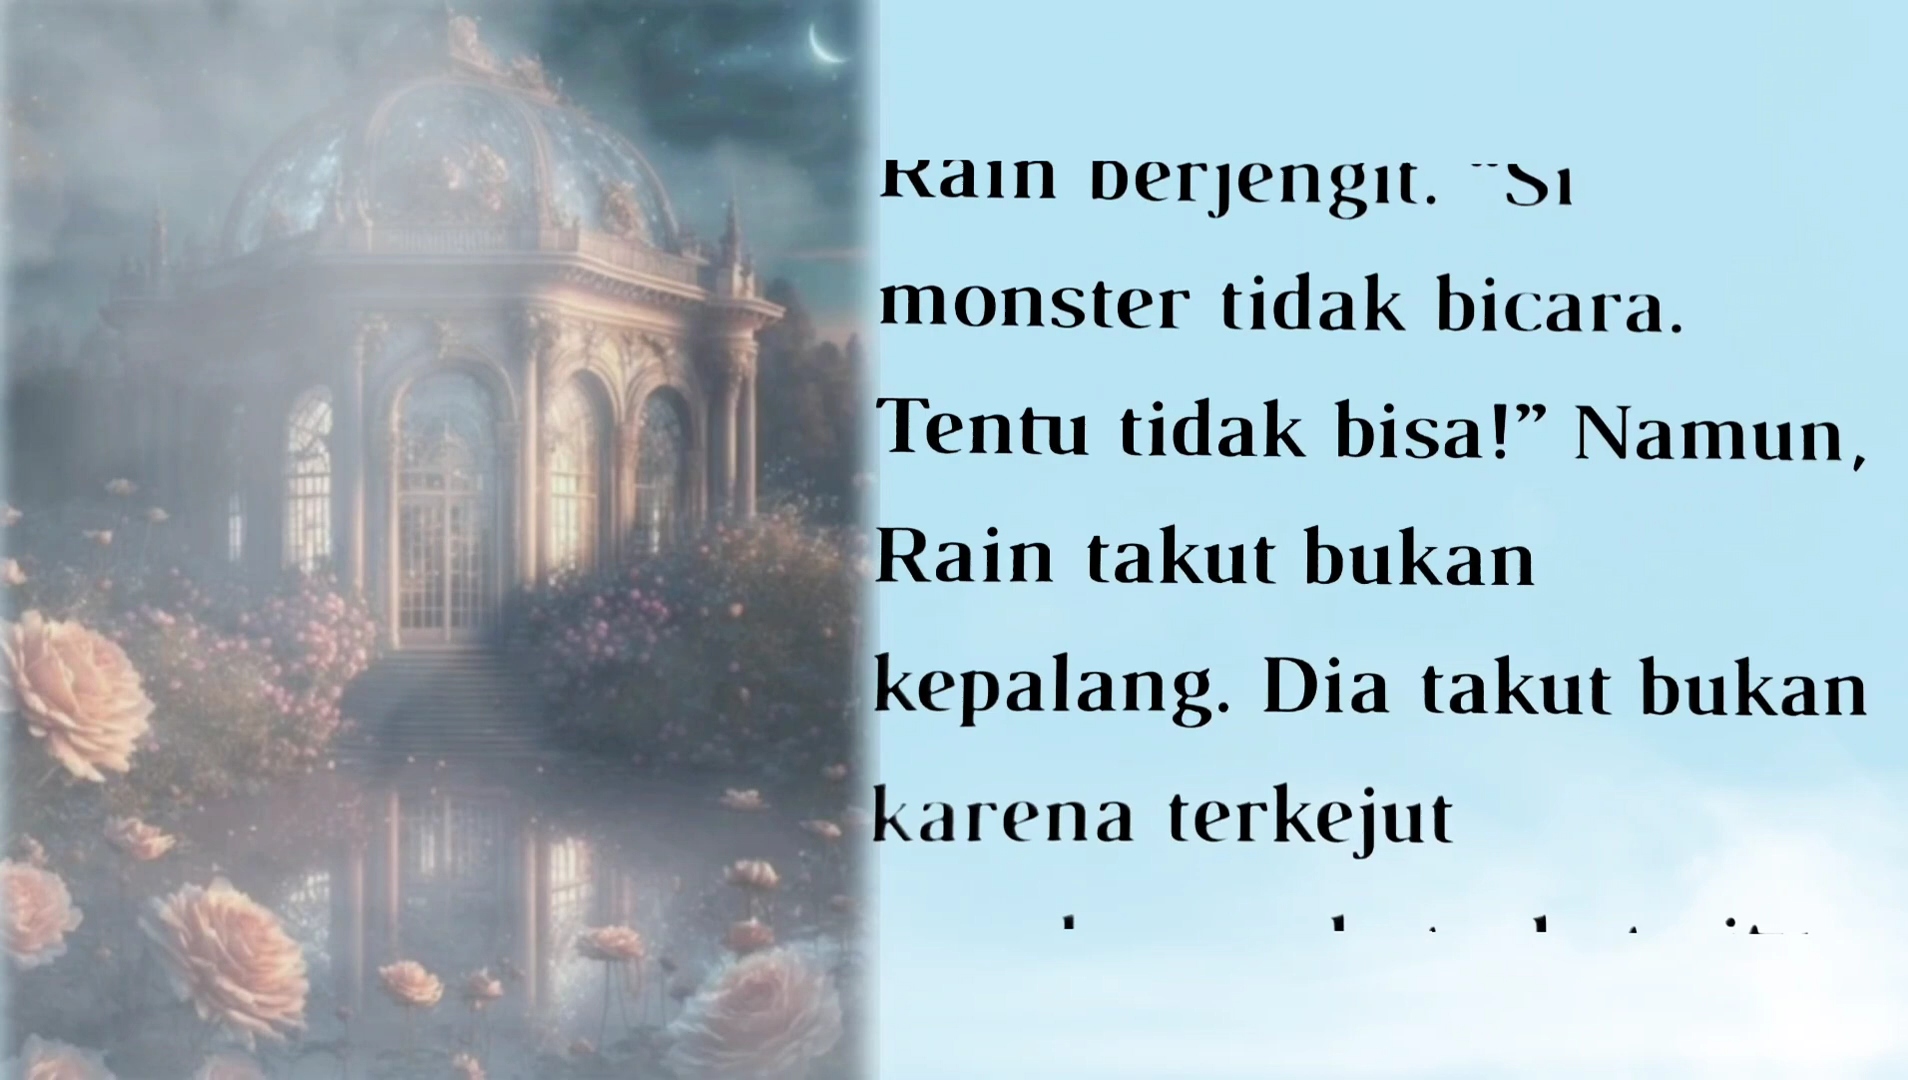 Rain berjengit. “Si
monster tidak bicara.
Tentu tidak bisa!” Namun,
Rain takut bukan
kepalang. Dia takut bukan
karena terkejut